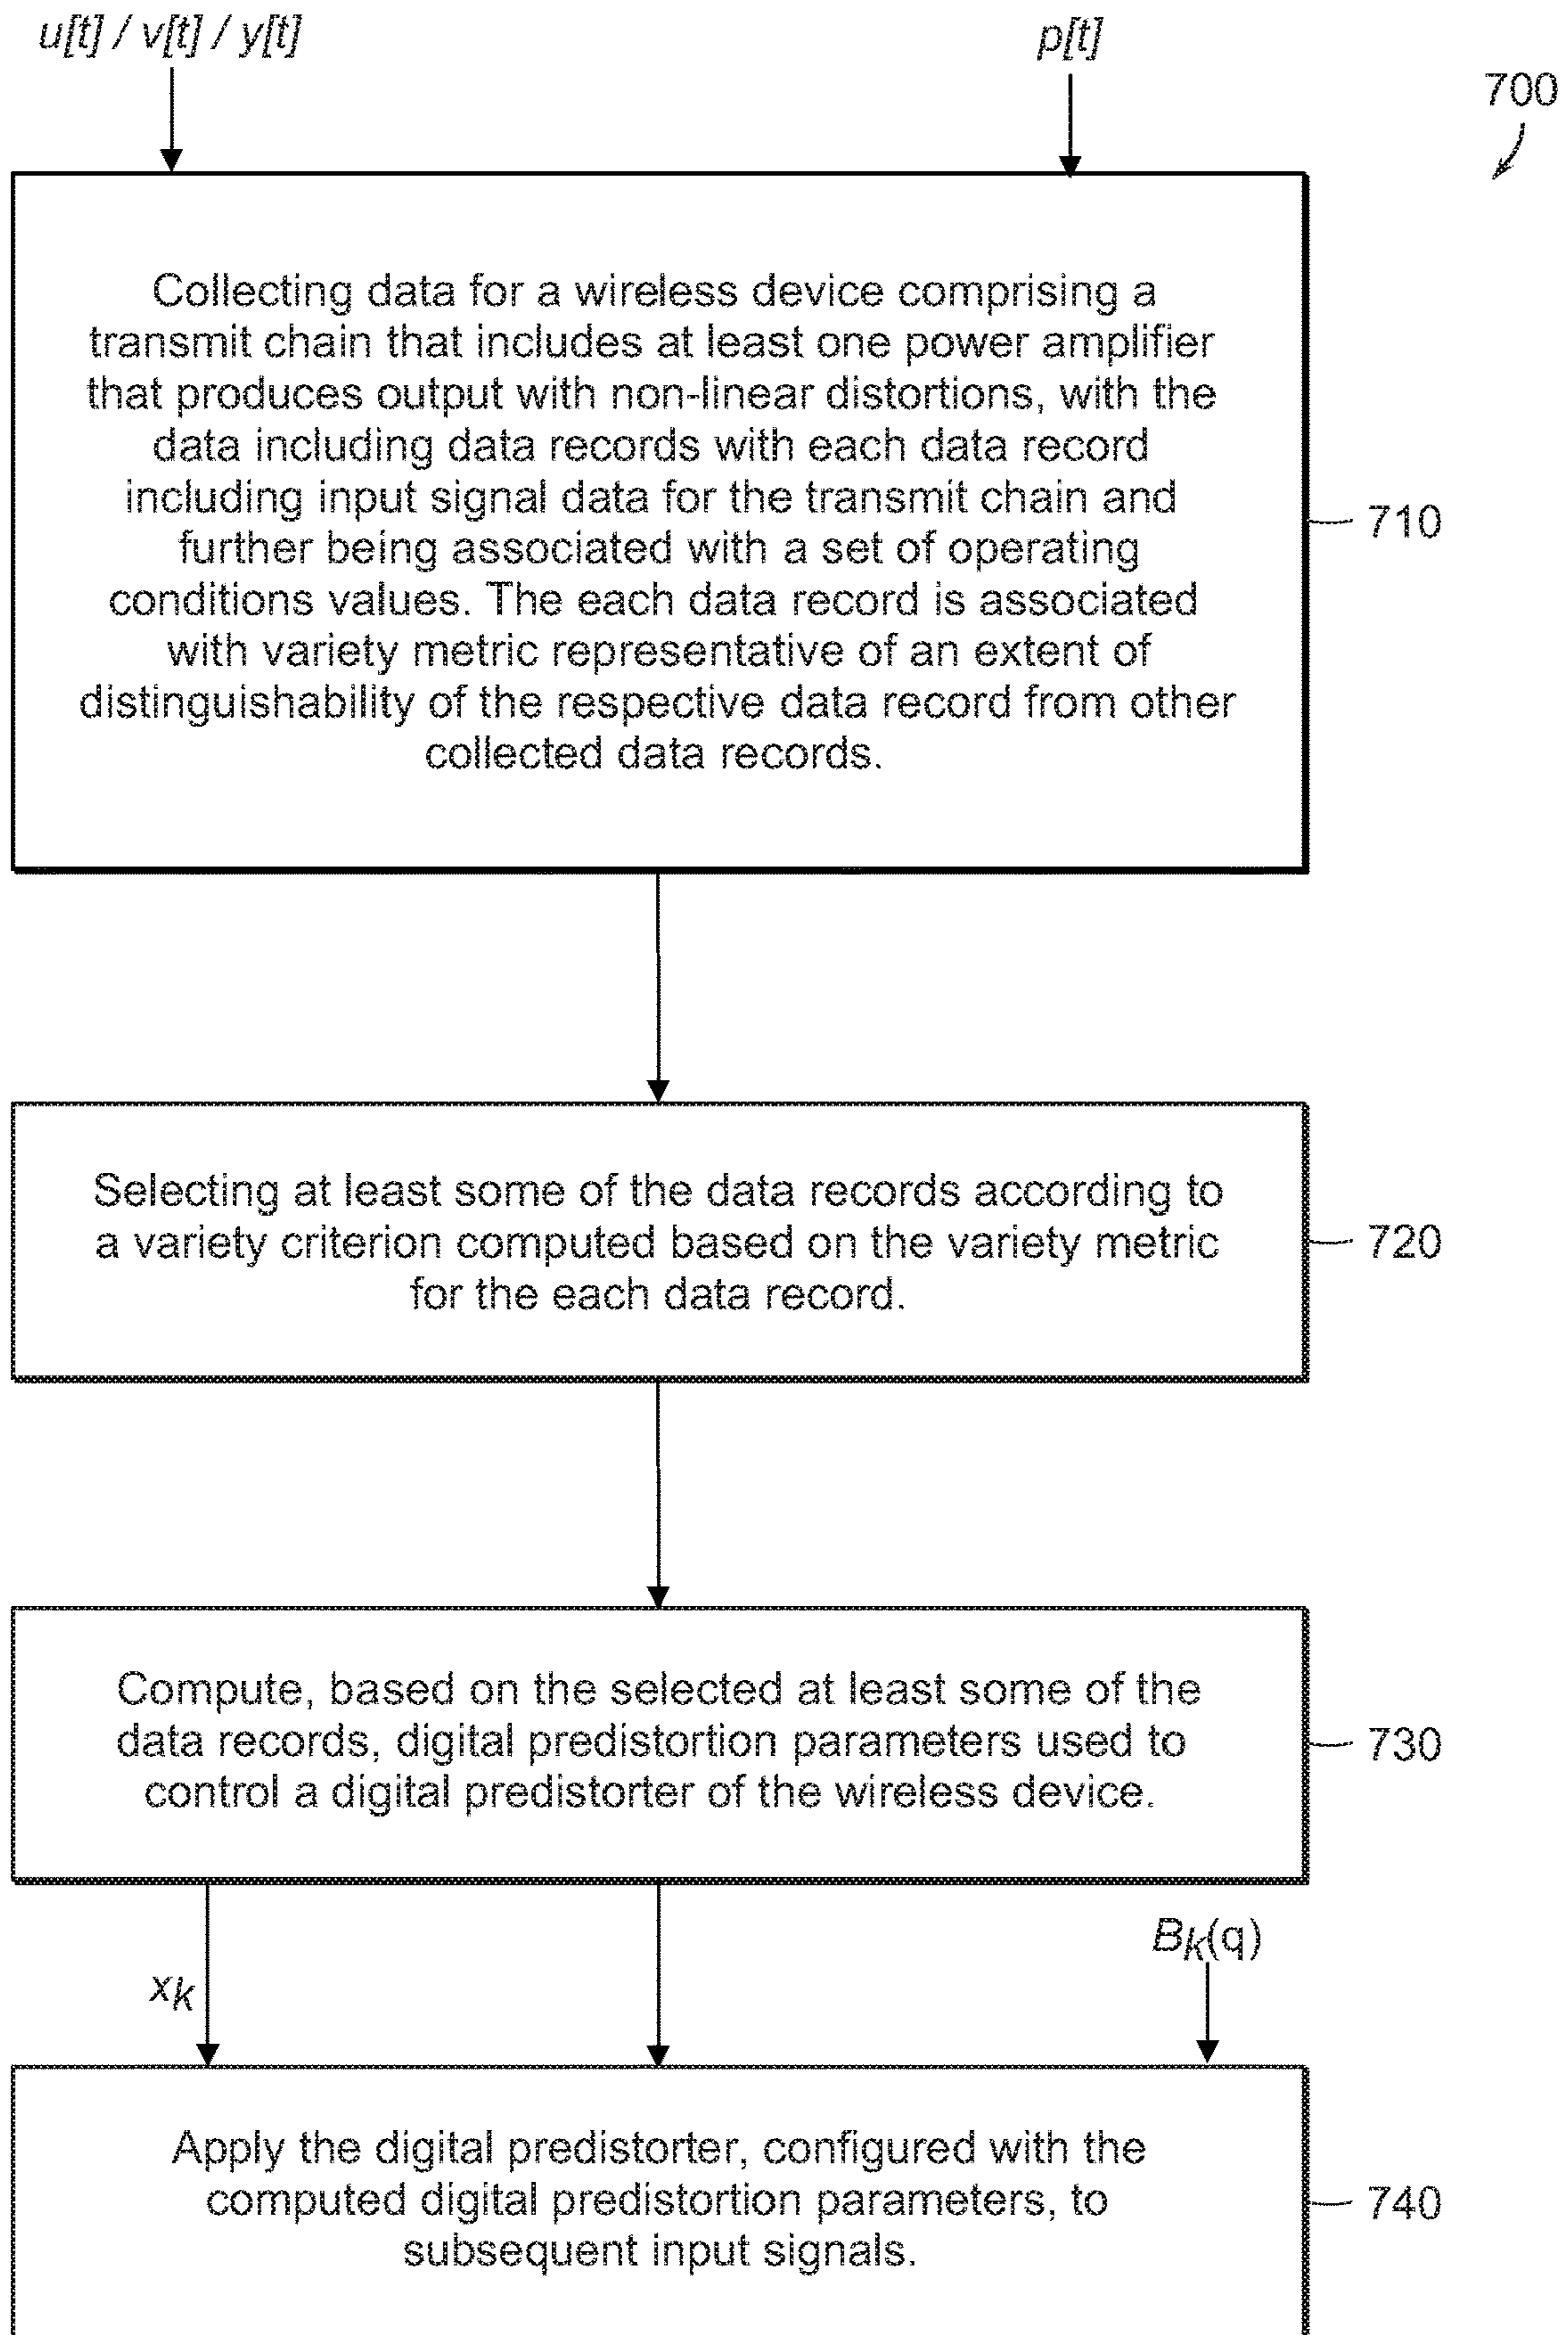 u[t] / v[t] / y[t]
p[t]
700
Collecting data for a wireless device comprising a
transmit chain that includes at least one power amplifier
that produces output with non-linear distortions, with the
data including data records with each data record
including input signal data for the transmit chain and
further being associated with a set of operating
conditions values. The each data record is associated
with variety metric representative of an extent of
distinguishability of the respective data record from other
collected data records.
710
Selecting at least some of the data records according to
a variety criterion computed based on the variety metric
for the each data record.
720
Compute, based on the selected at least some of the
data records, digital predistortion parameters used to
control a digital predistorter of the wireless device.
730
Bk(q)
xk
Apply the digital predistorter, configured with the
computed digital predistortion parameters, to
subsequent input signals.
740